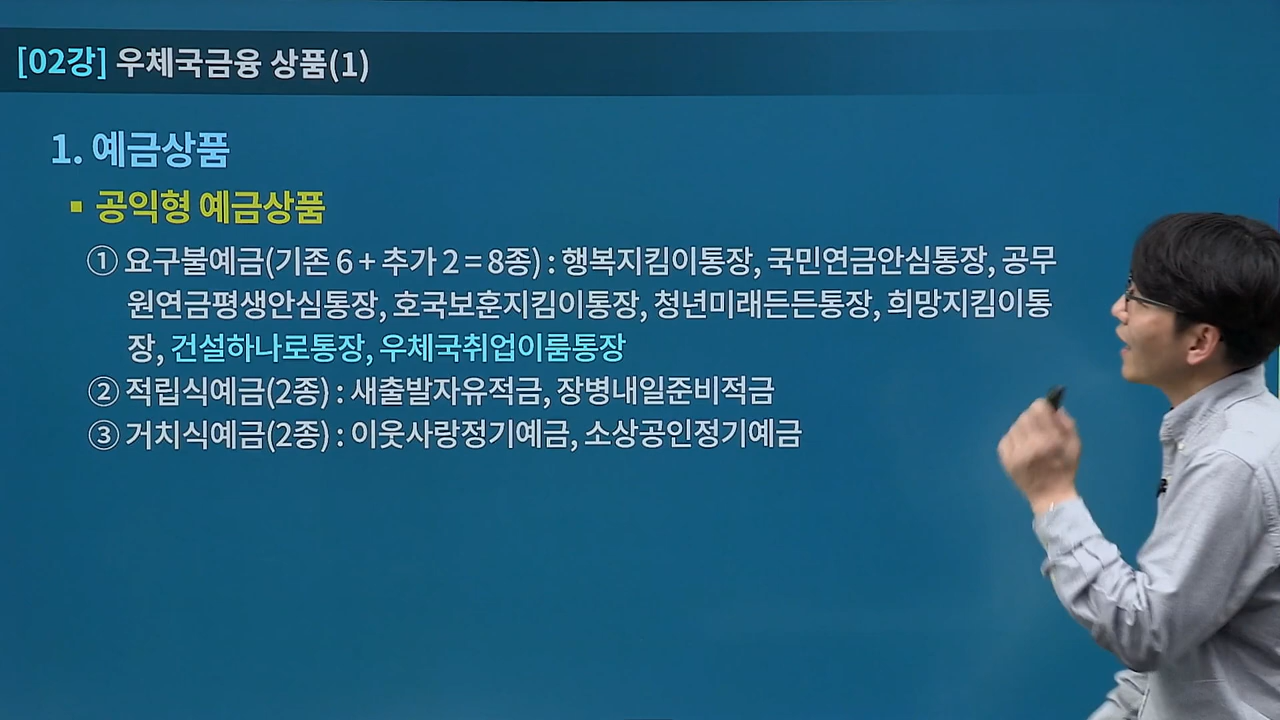 [02강] 우체국금융 상품(1)
1. 예금상품
▪ 공익형 예금상품
① 요구불예금(기존 6 + 추가 2 = 8종) : 행복지킴이통장, 국민연금안심통장, 공무
원연금평생안심통장, 호국보훈지킴이통장, 청년미래든든통장, 희망지킴이통
장, 건설하나로통장, 우체국취업이룸통장
② 적립식예금(2종) : 새출발자유적금, 장병내일준비적금
③ 거치식예금(2종) : 이웃사랑정기예금, 소상공인정기예금